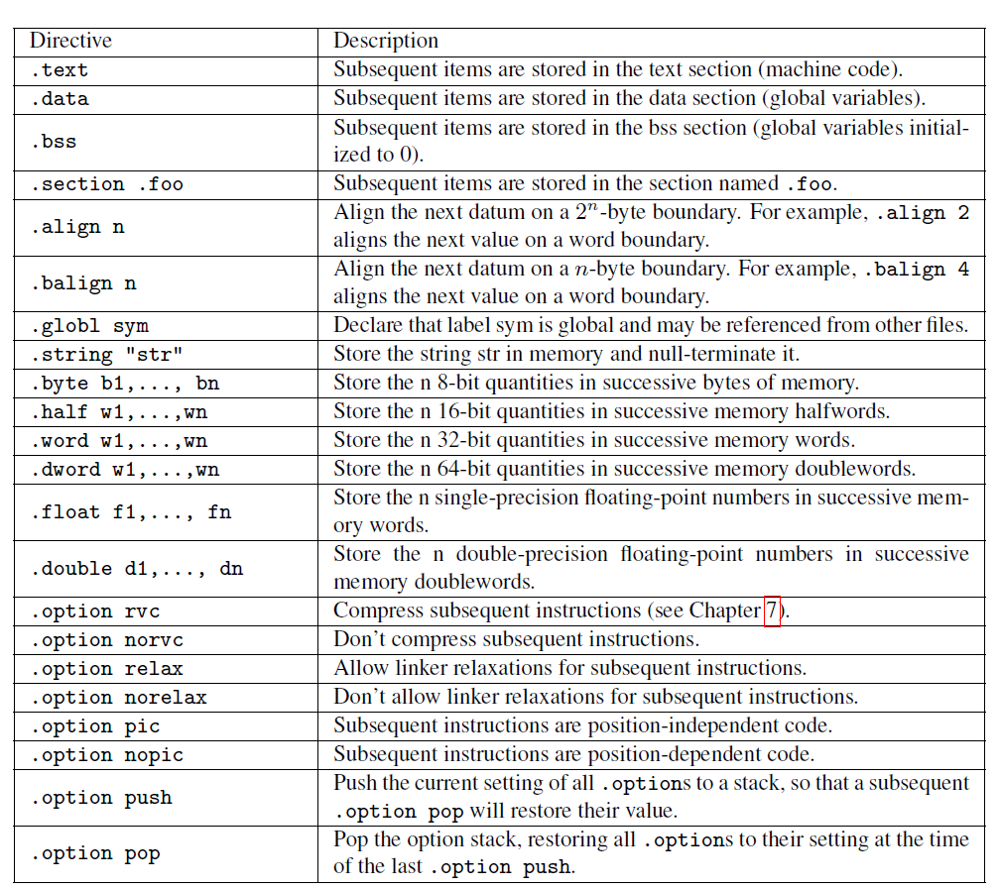 Directive Description
.text Subsequent items are stored in the text section (machine code).
.data Subsequent items are stored in the data section (global variables).
.bss Subsequent items are stored in the bss section (global variables initial-
ized to 0).
.section .foo Subsequent items are stored in the section named .foo.
.align n Align the next datum on a 2ⁿ-byte boundary. For example, .align 2
aligns the next value on a word boundary.
.balign n Align the next datum on a n-byte boundary. For example, .balign 4
aligns the next value on a word boundary.
.globl sym Declare that label sym is global and may be referenced from other files.
.string "str" Store the string str in memory and null-terminate it.
.byte b1,..., bn Store the n 8-bit quantities in successive bytes of memory.
.half w1,...,wn Store the n 16-bit quantities in successive memory halfwords.
.word w1,...,wn Store the n 32-bit quantities in successive memory words.
.dword w1,...,wn Store the n 64-bit quantities in successive memory doublewords.
.float f1,..., fn Store the n single-precision floating-point numbers in successive mem-
ory words.
.double d1,..., dn Store the n double-precision floating-point numbers in successive
memory doublewords.
.option rvc Compress subsequent instructions (see Chapter 7).
.option norvc Don't compress subsequent instructions.
.option relax Allow linker relaxations for subsequent instructions.
.option norelax Don't allow linker relaxations for subsequent instructions.
.option pic Subsequent instructions are position-independent code.
.option nopic Subsequent instructions are position-dependent code.
.option push Push the current setting of all .options to a stack, so that a subsequent
.option pop will restore their value.
.option pop Pop the option stack, restoring all .options to their setting at the time
of the last .option push.